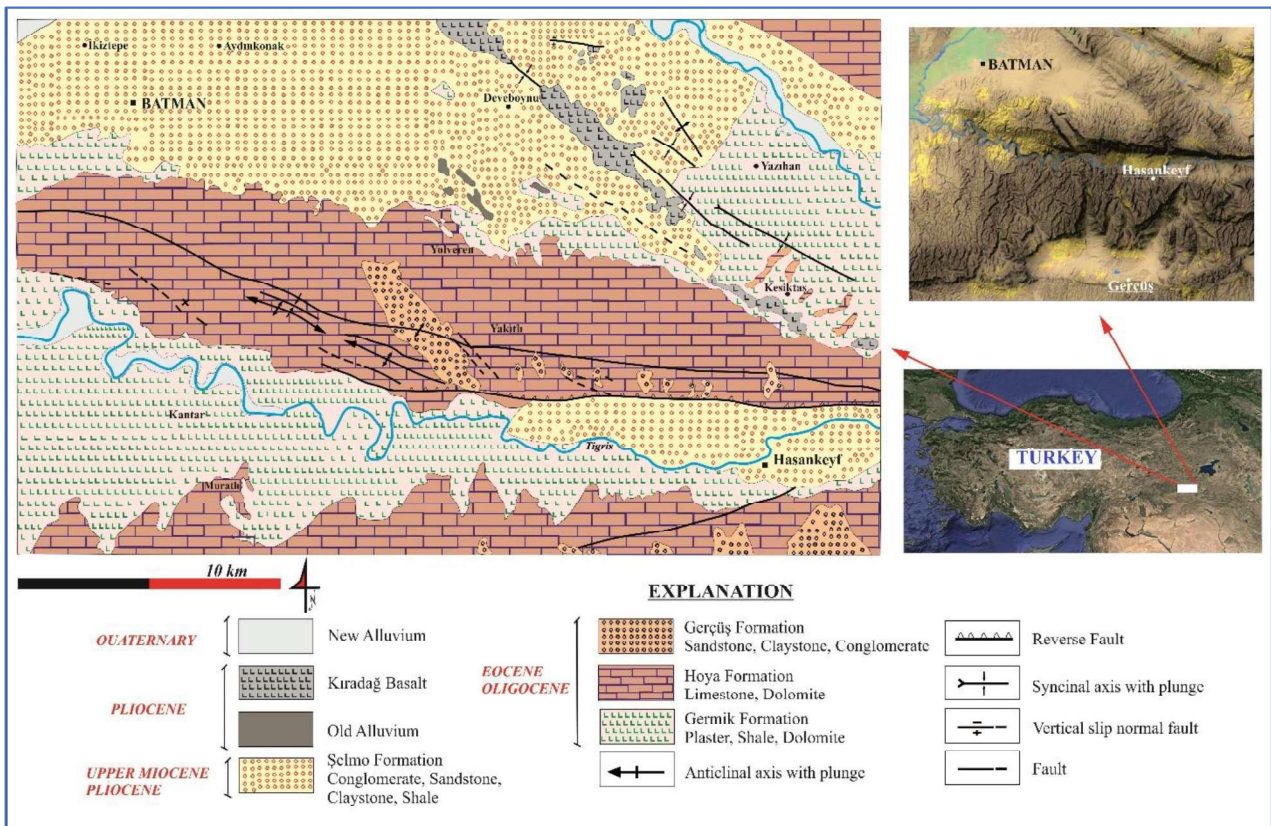 İkiztepe
Aydınkonak
BATMAN
Deveboynu
Yazıhan
Yolveren
Kesiktaş
Yakıtlı
Kantar
Tigris
Hasankeyf
Muratlı
BATMAN
Hasankeyf
Gerçüş
TURKEY
10 km
N
EXPLANATION
OUATERNARY
New Alluvium
PLIOCENE
Kıradağ Basalt
Old Alluvium
UPPER MIOCENE
PLIOCENE
Şelmo Formation
Conglomerate, Sandstone,
Claystone, Shale
EOCENE
OLIGOCENE
Gerçüş Formation
Sandstone, Claystone, Conglomerate
Hoya Formation
Limestone, Dolomite
Germik Formation
Plaster, Shale, Dolomite
Anticlinal axis with plunge
Reverse Fault
Syncinal axis with plunge
Vertical slip normal fault
Fault